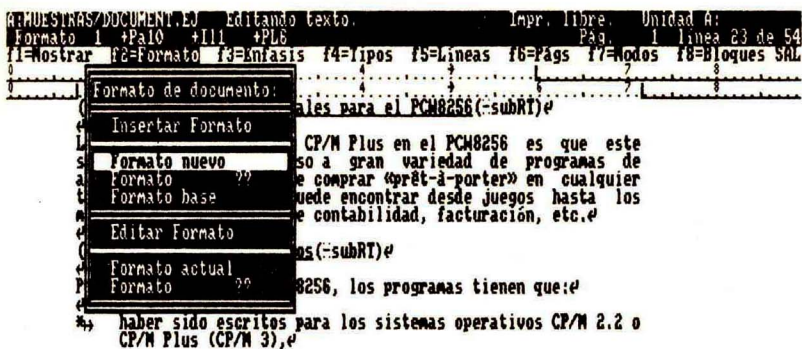 A:MUESTRAS/DOCUMENT.EJ Editando texto. Impr. libre. Unidad A:
Formato 1 +Pa10 +I11 +PL6 Pág. 1 línea 23 de 54
f1=Mostrar f2=Formato f3=Enfasis f4=Tipos f5=Líneas f6=Págs f7=Modos f8=Bloques SAL
Formato de documento:
ales para el PCW8256(-subRT)
Insertar Formato
CP/M Plus en el PCW8256 es que este
Formato nuevo so a gran variedad de programas de
Formato ?? e comprar «prêt-à-porter» en cualquier
Formato base uede encontrar desde juegos hasta los
e contabilidad, facturación, etc.
Editar Formato
os(-subRT)
Formato actual
Formato ?? 8256, los programas tienen que:
* haber sido escritos para los sistemas operativos CP/M 2.2 o
CP/M Plus (CP/M 3),